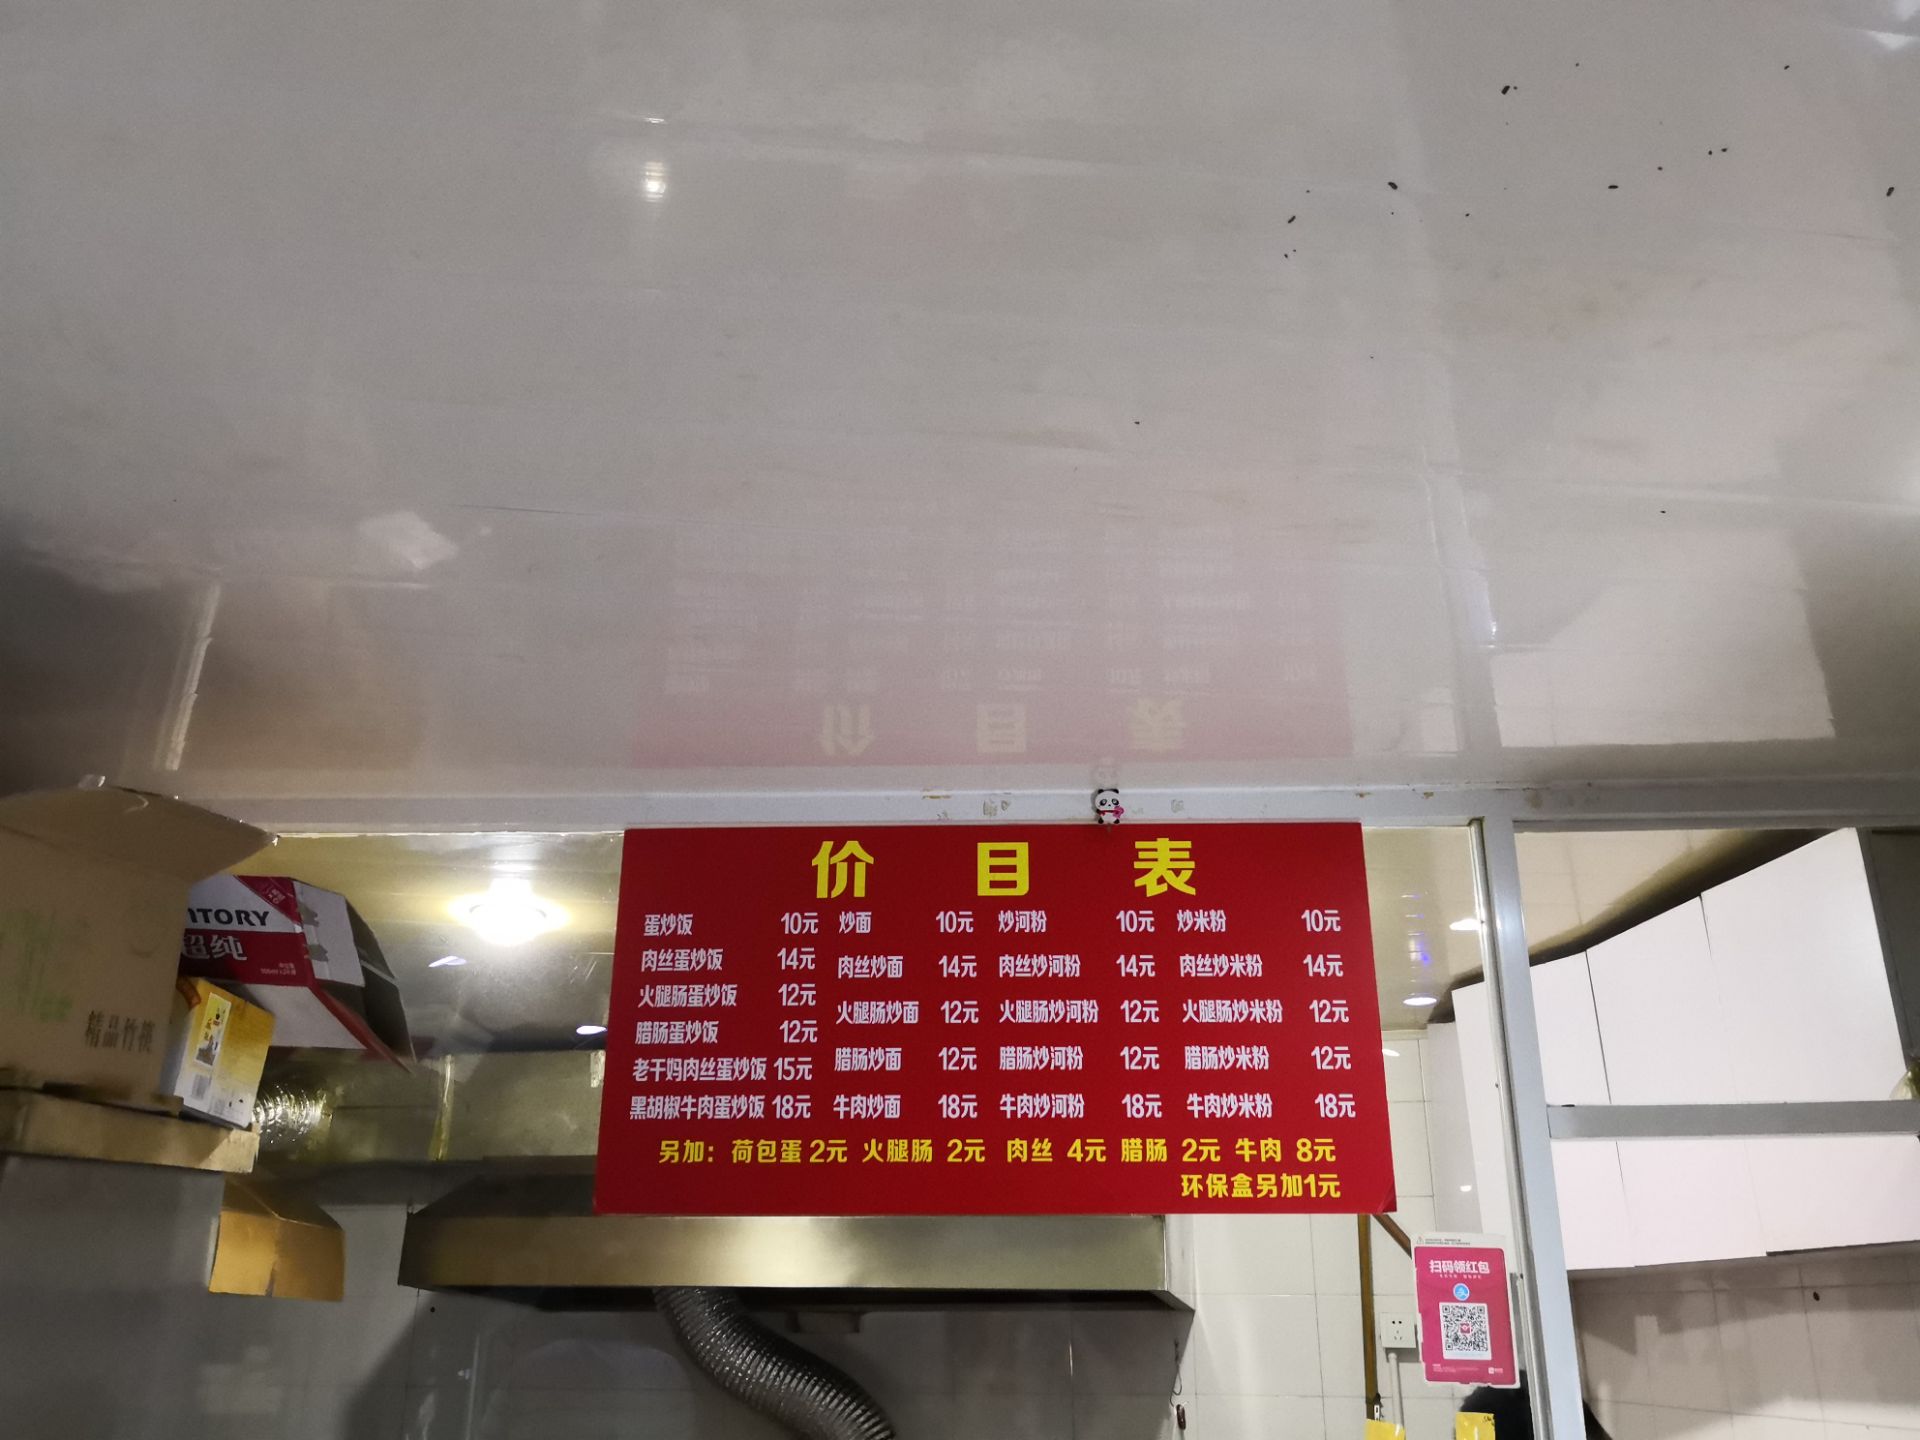 价目表
蛋炒饭 10元 炒面 10元 炒河粉 10元 炒米粉 10元
肉丝蛋炒饭 14元 肉丝炒面 14元 肉丝炒河粉 14元 肉丝炒米粉 14元
火腿肠蛋炒饭 12元 火腿肠炒面 12元 火腿肠炒河粉 12元 火腿肠炒米粉 12元
腊肠蛋炒饭 12元 腊肠炒面 12元 腊肠炒河粉 12元 腊肠炒米粉 12元
老干妈肉丝蛋炒饭 15元
黑胡椒牛肉蛋炒饭 18元 牛肉炒面 18元 牛肉炒河粉 18元 牛肉炒米粉 18元
另加：荷包蛋 2元 火腿肠 2元 肉丝 4元 腊肠 2元 牛肉 8元
环保盒另加1元
ITORY
超纯
精品竹筷
扫码领红包